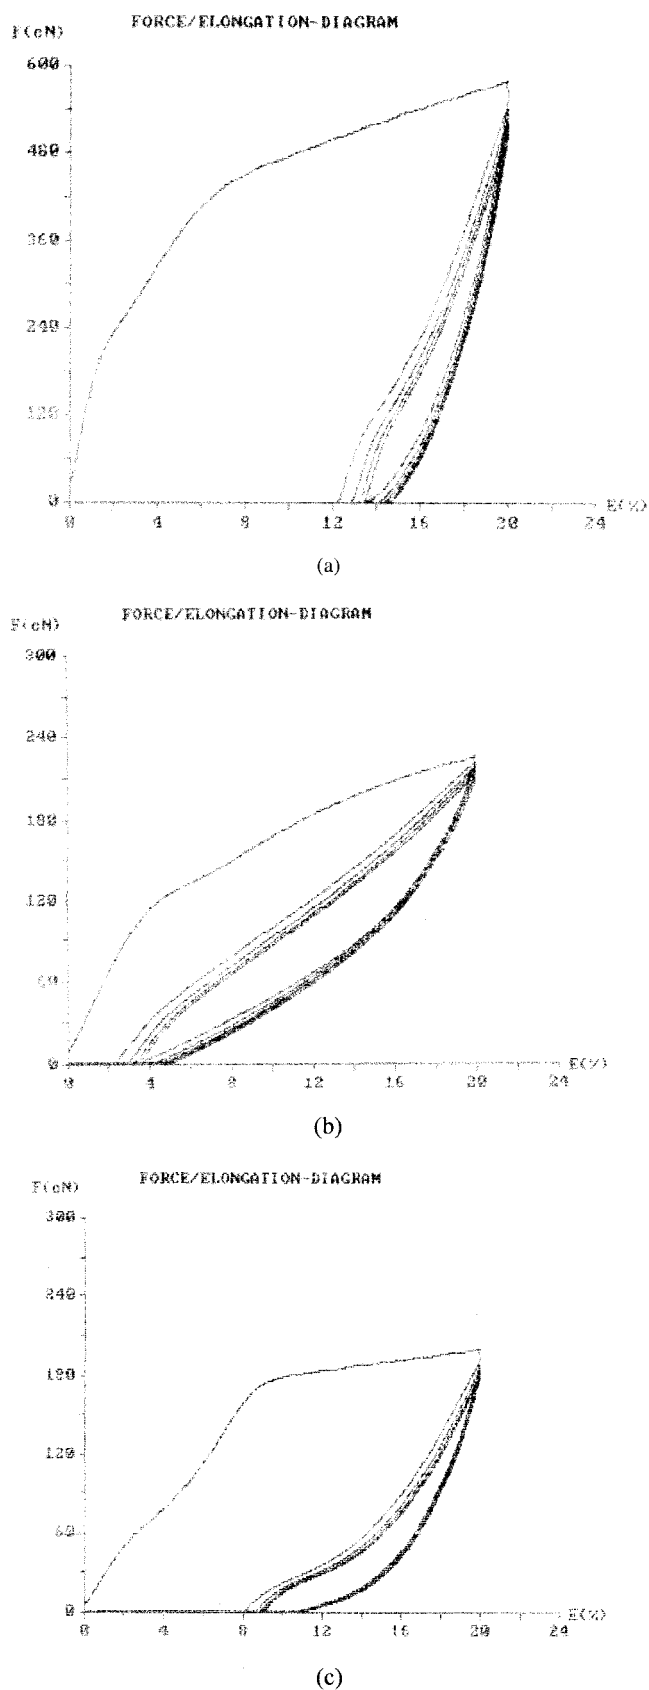 FORCE/ELONGATION-DIAGRAM
F(cN)
600
480
360
240
120
0
0 4 8 12 16 20 24 E(%)
(a)
FORCE/ELONGATION-DIAGRAM
F(cN)
300
240
180
120
60
0
0 4 8 12 16 20 24 E(%)
(b)
FORCE/ELONGATION-DIAGRAM
F(cN)
300
240
180
120
60
0
0 4 8 12 16 20 24 E(%)
(c)